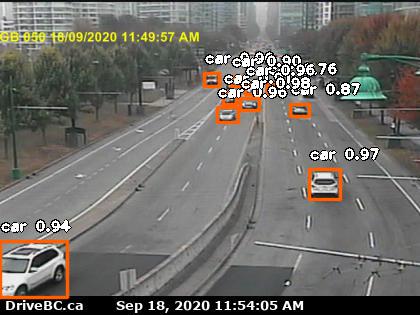 GB 050 18/09/2020 11:49:57 AM
car 0.90
car 0.96
0.96
.76
car 0.98
car 0.87
car 0.97
car 0.94
DriveBC.ca Sep 18, 2020 11:54:05 AM